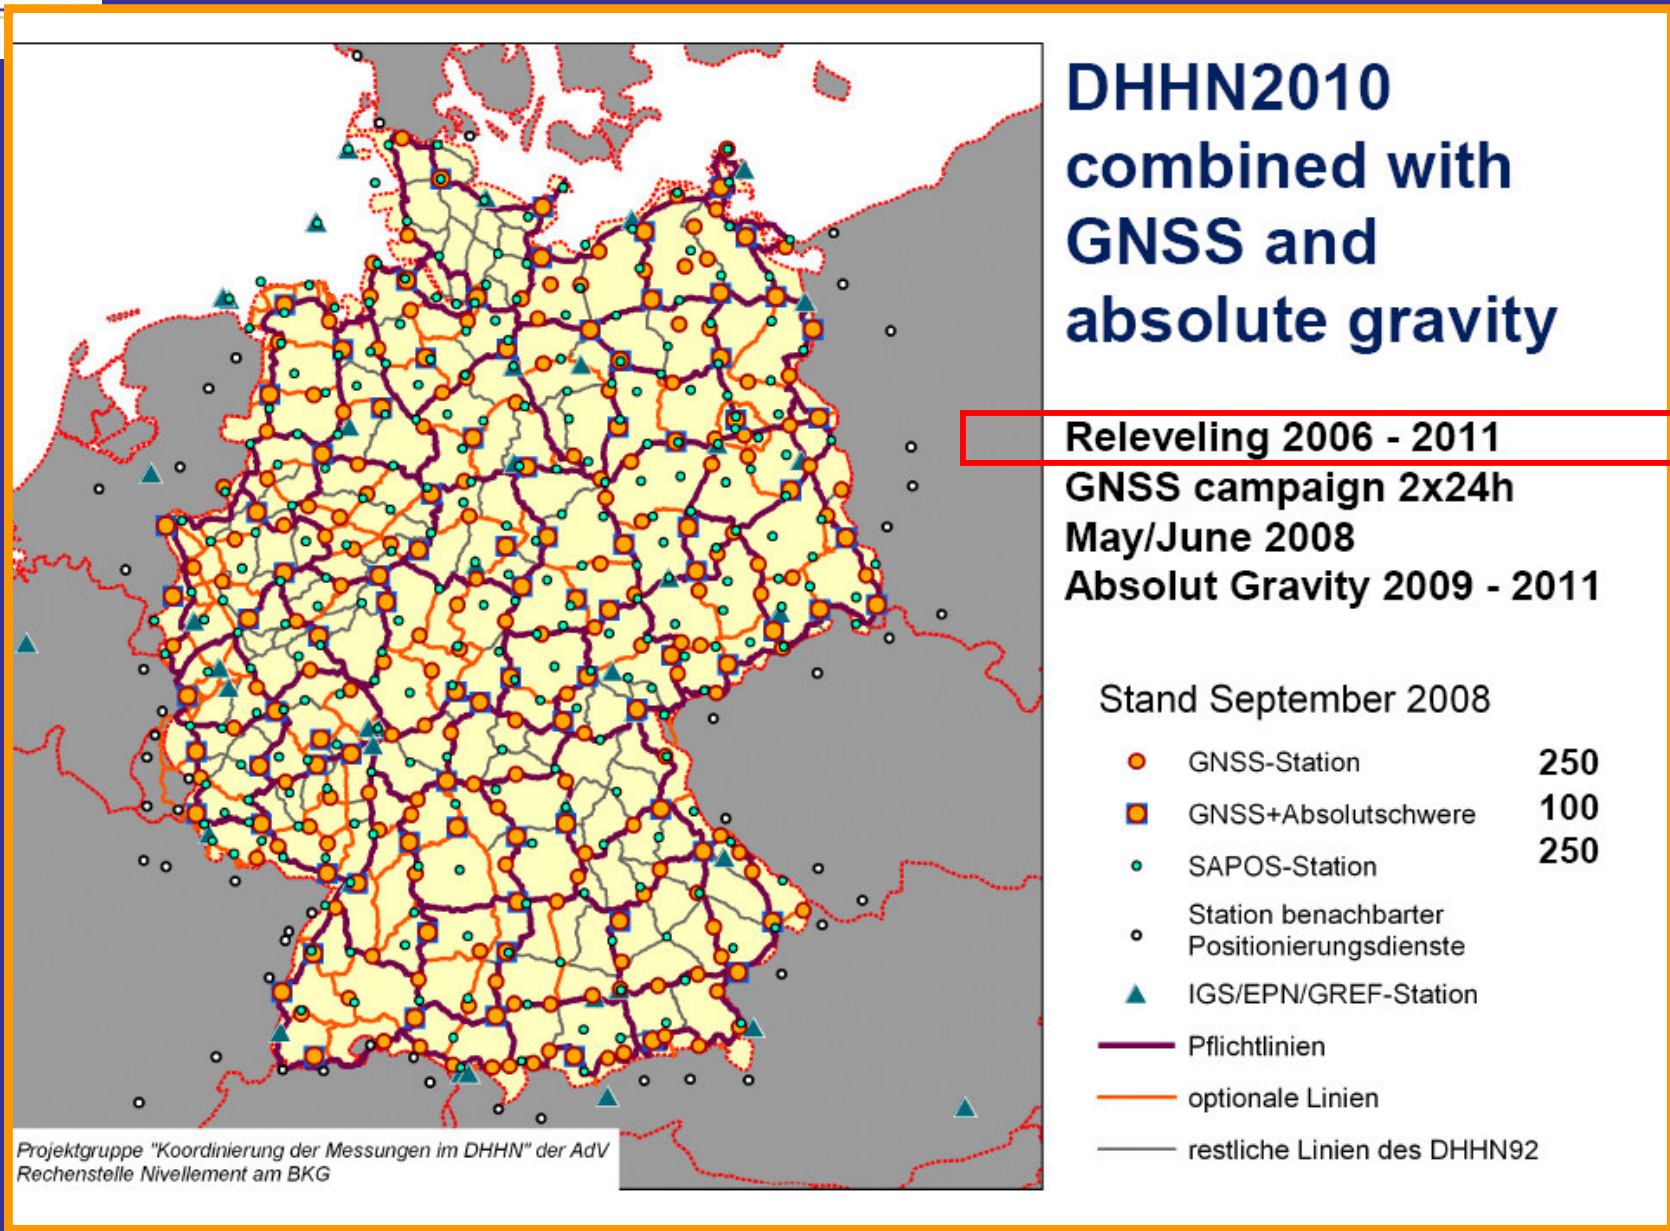 DHHN2010
combined with
GNSS and
absolute gravity
Releveling 2006 - 2011
GNSS campaign 2x24h
May/June 2008
Absolut Gravity 2009 - 2011
Stand September 2008
GNSS-Station 250
GNSS+Absolutschwere 100
SAPOS-Station 250
Station benachbarter
Positionierungsdienste
IGS/EPN/GREF-Station
Pflichtlinien
optionale Linien
restliche Linien des DHHN92
Projektgruppe "Koordinierung der Messungen im DHHN" der AdV
Rechenstelle Nivellement am BKG